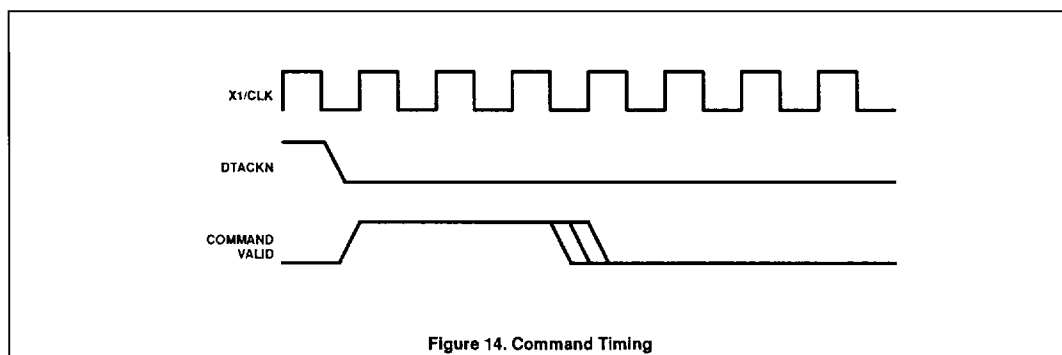 X1/CLK
DTACKN
COMMAND
VALID
Figure 14. Command Timing